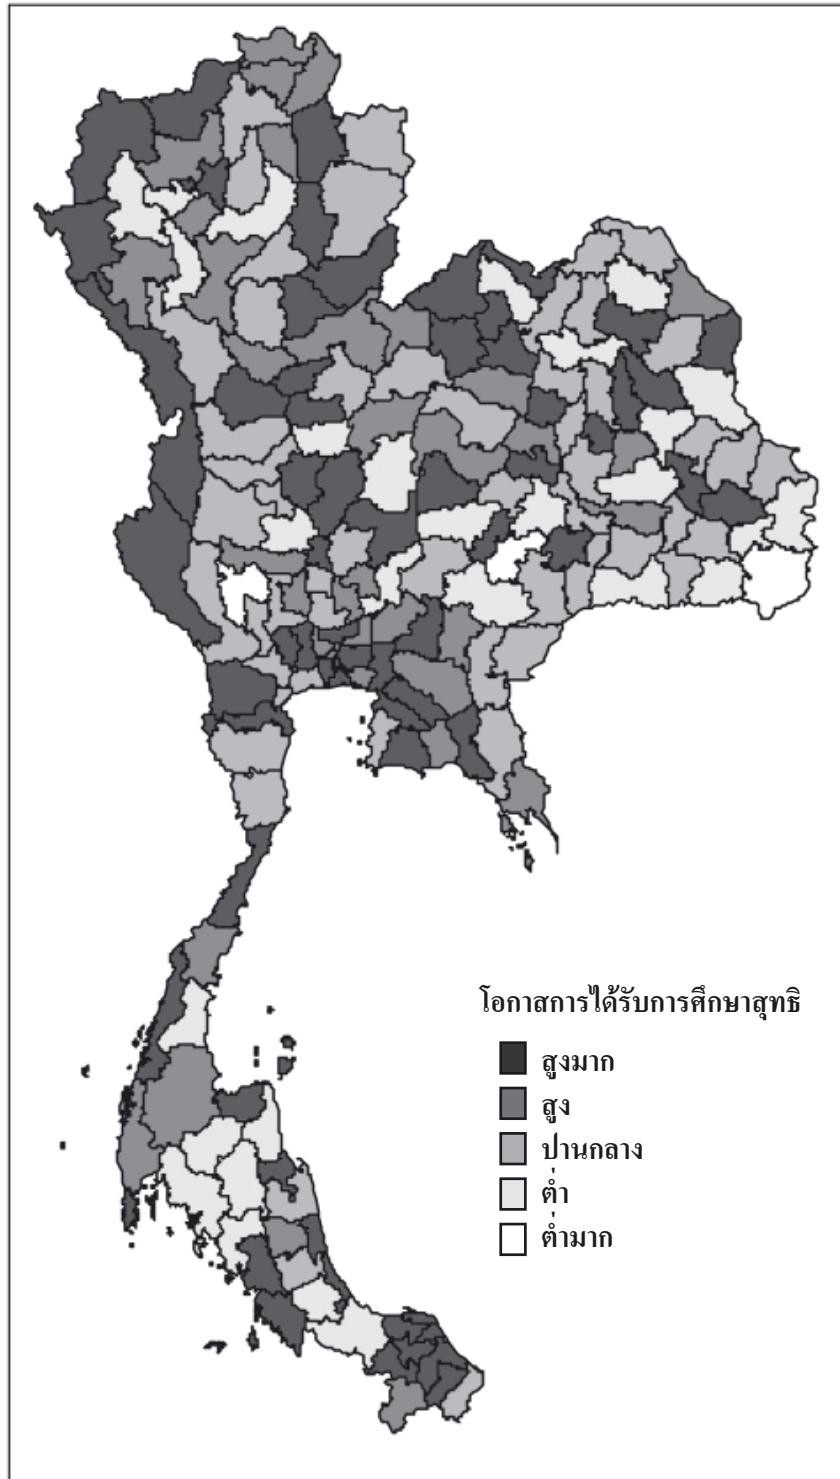 โอกาสการได้รับการศึกษาสุทธิ
สูงมาก
สูง
ปานกลาง
ต่ำ
ต่ำมาก